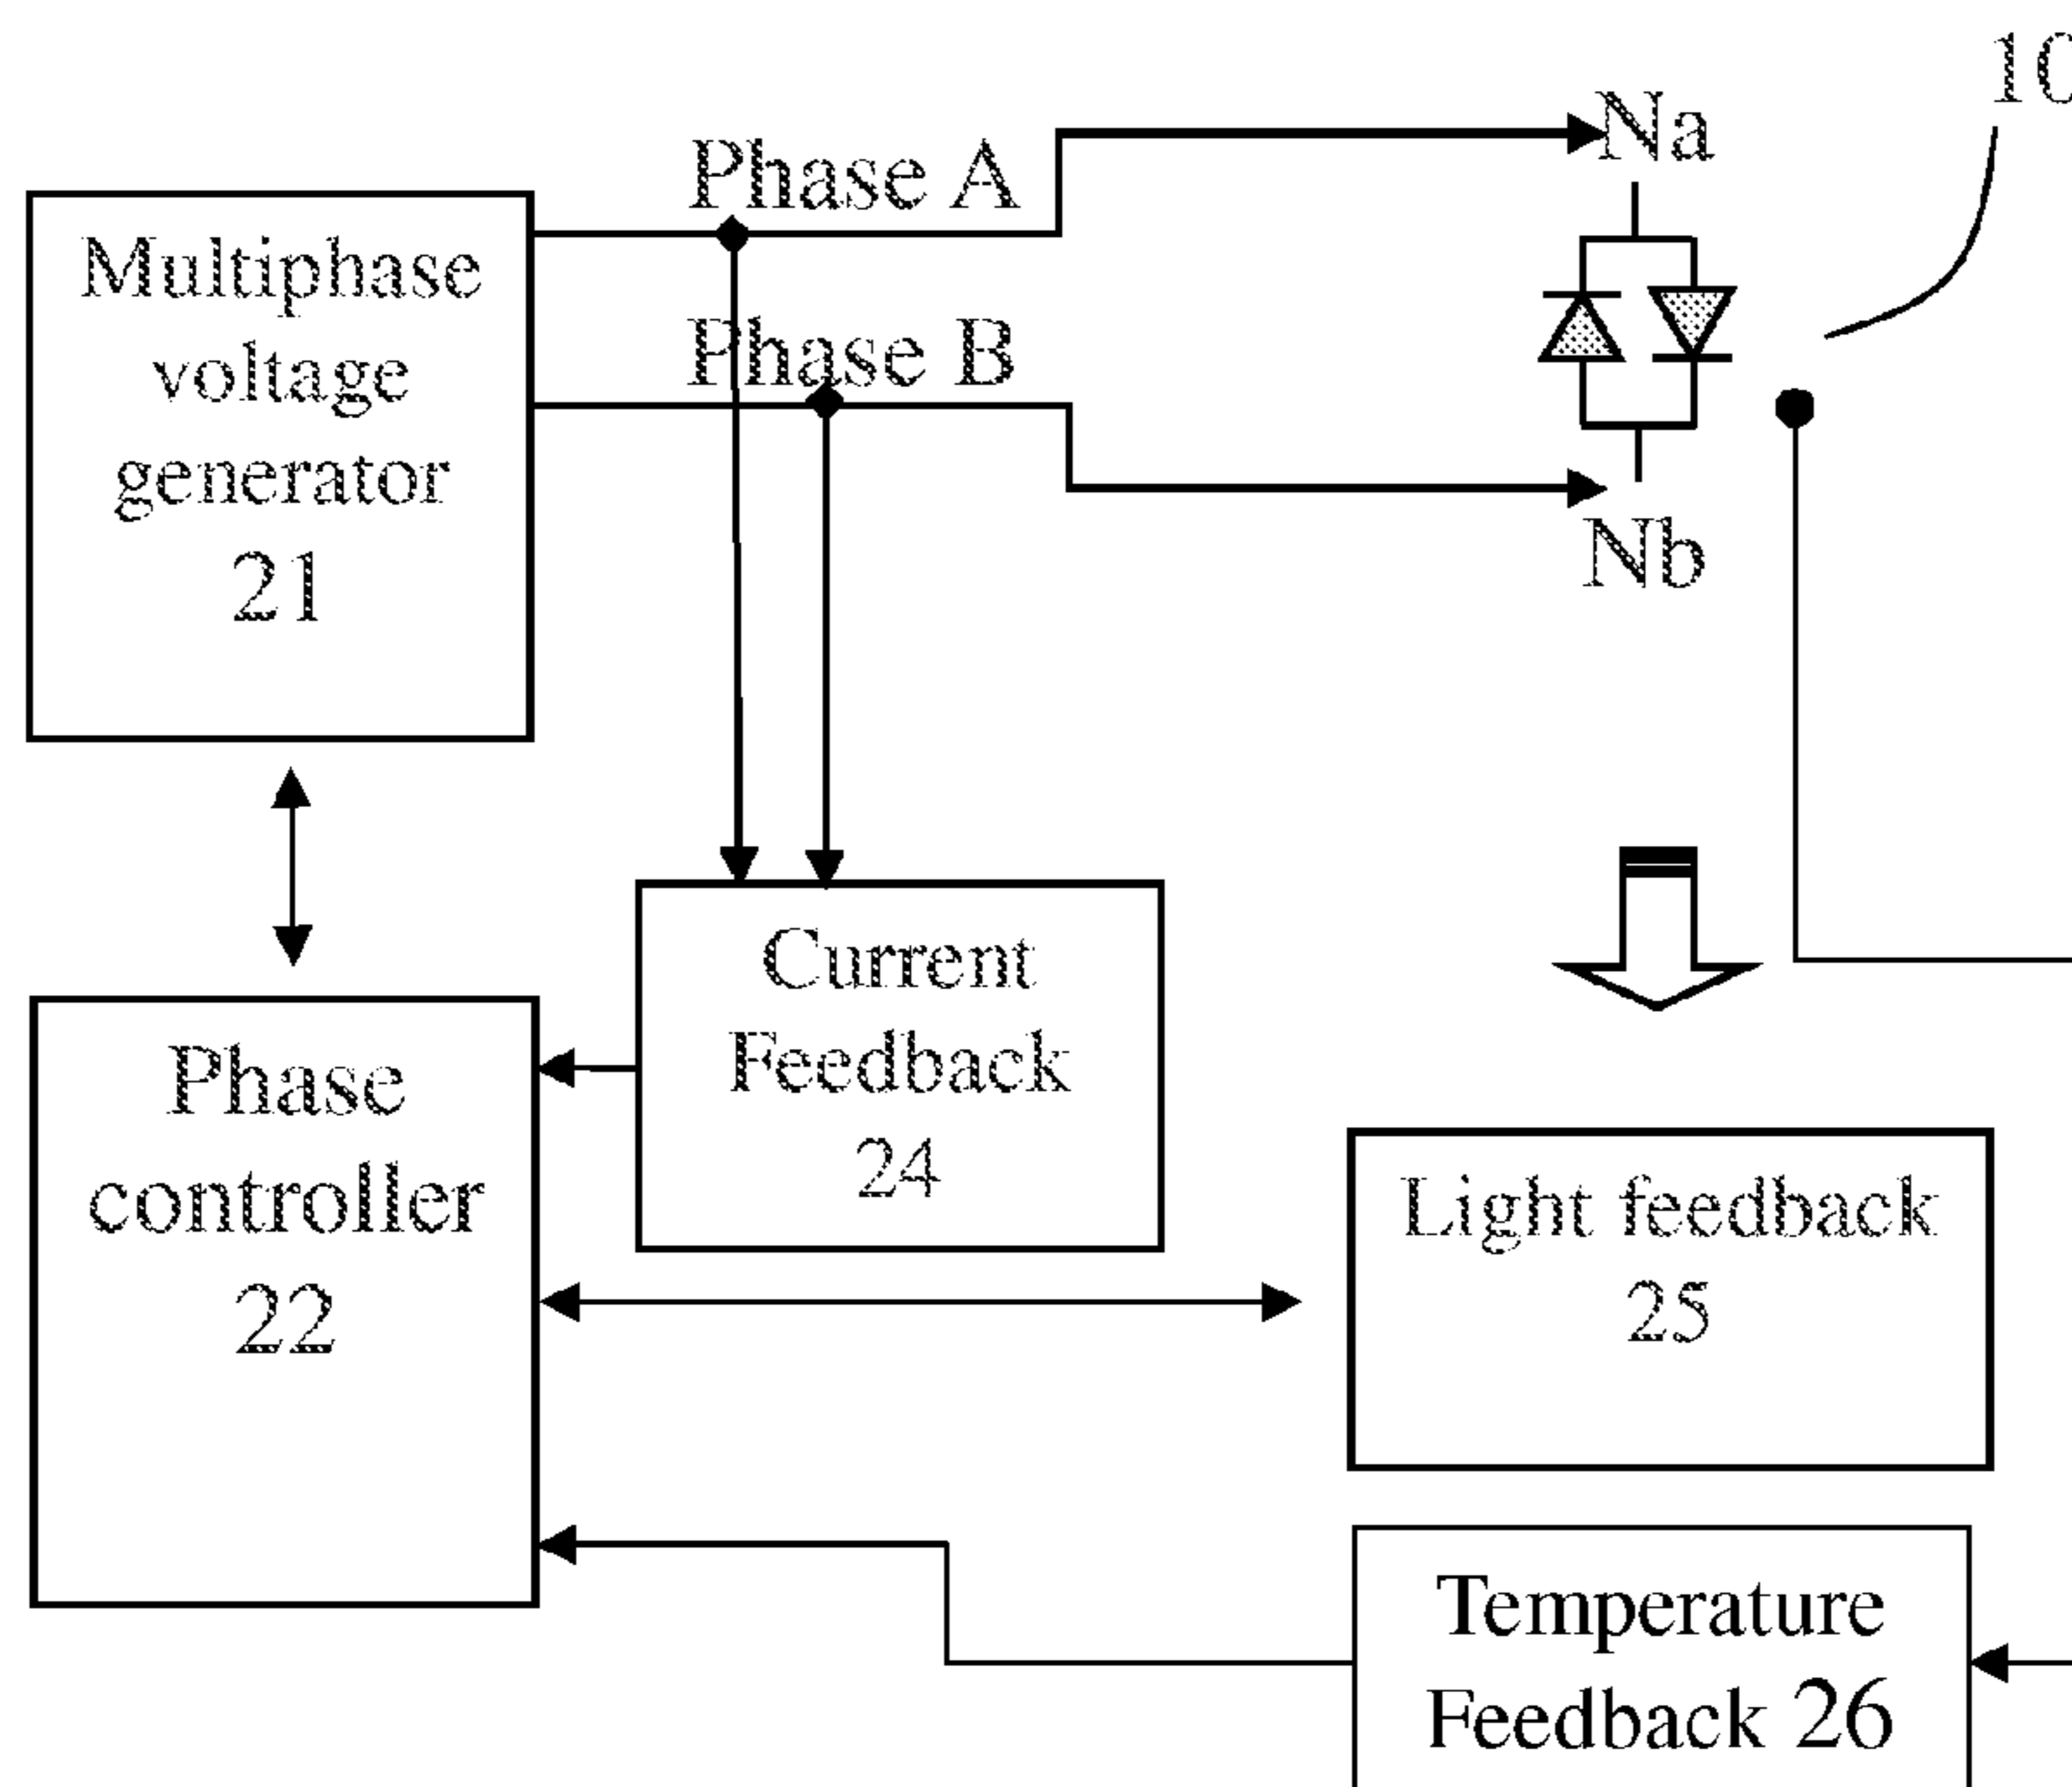 10
Na
Phase A
Multiphase
voltage
generator
21
Phase B
Nb
Current
Feedback
24
Phase
controller
22
Light feedback
25
Temperature
Feedback 26